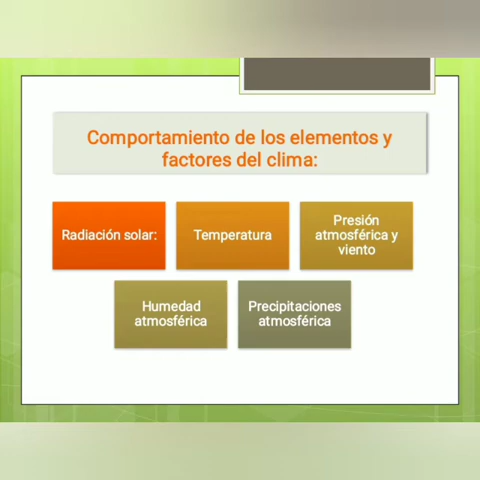 Comportamiento de los elementos y
factores del clima:
Radiación solar:
Temperatura
Presión
atmosférica y
viento
Humedad
atmosférica
Precipitaciones
atmosférica